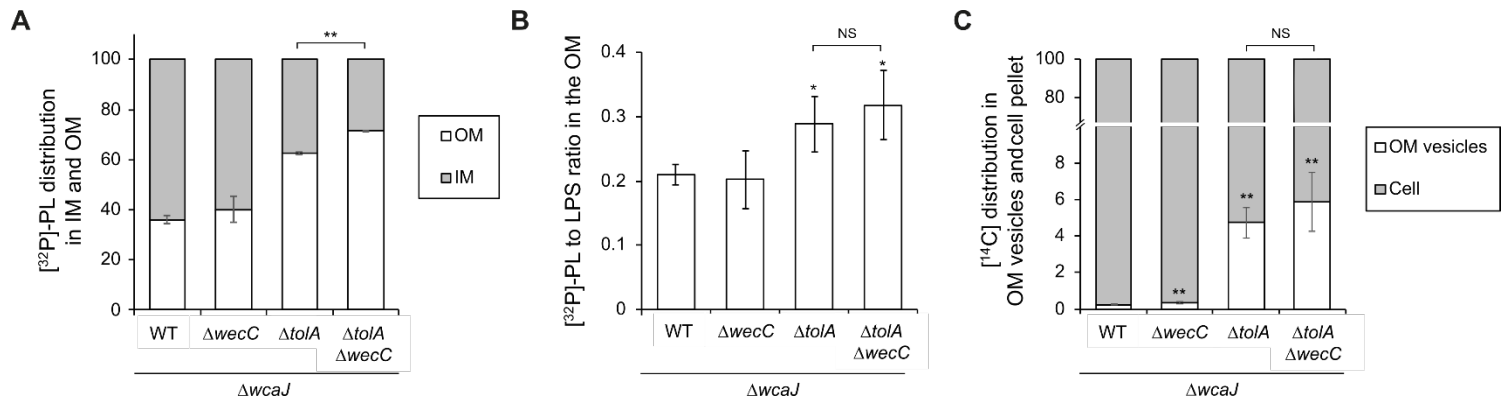 A
[³²P]-PL distribution
in IM and OM
100
80
60
40
20
0
**
WT
ΔwecC
ΔtolA
ΔtolA
ΔwecC
ΔwcaJ
OM
IM
B
[³²P]-PL to LPS ratio in the OM
0.4
0.3
0.2
0.1
0
NS
*
*
WT
ΔwecC
ΔtolA
ΔtolA
ΔwecC
ΔwcaJ
C
[¹⁴C] distribution in
OM vesicles and cell pellet
100
80
8
6
4
2
0
NS
**
**
**
WT
ΔwecC
ΔtolA
ΔtolA
ΔwecC
ΔwcaJ
OM vesicles
Cell